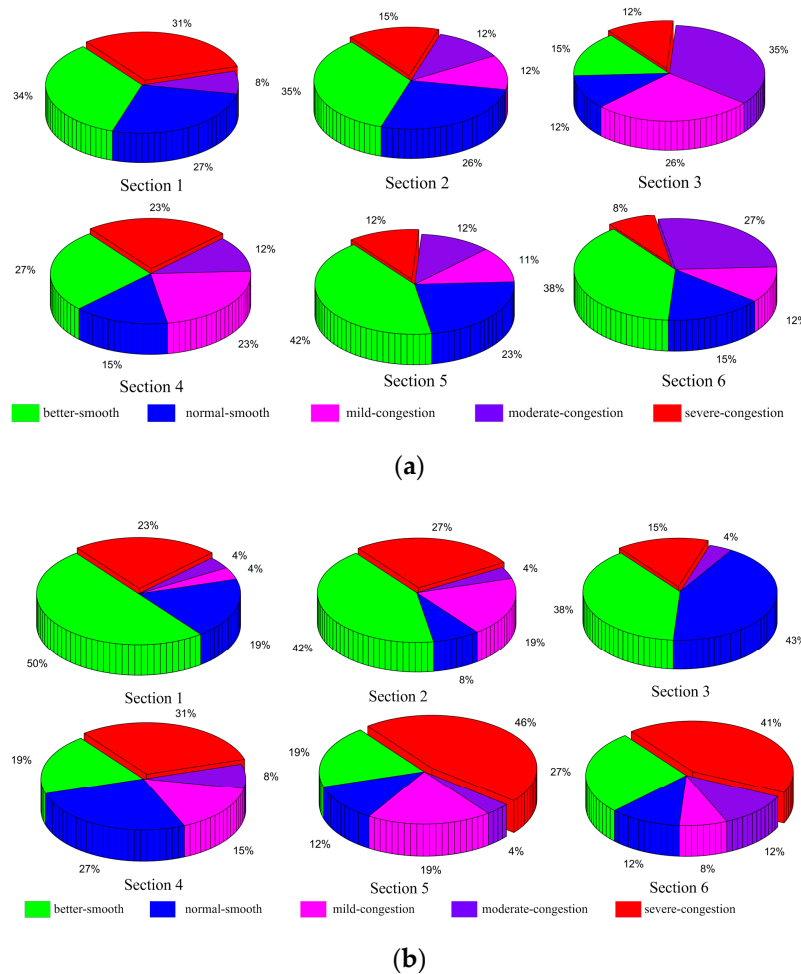 31% 15% 12%
34% 8% 35% 12% 12% 15% 35%
27% 26% 12% 26%
Section 1 Section 2 Section 3
23% 12% 12% 8% 27%
27% 12% 11% 38%
15% 23% 42% 23% 15% 12%
Section 4 Section 5 Section 6
better-smooth normal-smooth mild-congestion moderate-congestion severe-congestion
(a)
23% 27% 15% 4%
4% 4% 4% 38%
50% 19% 42% 8% 19% 43%
Section 1 Section 2 Section 3
31% 46% 41%
19% 8% 19% 27%
27% 15% 12% 19% 4% 12% 8% 12%
Section 4 Section 5 Section 6
better-smooth normal-smooth mild-congestion moderate-congestion severe-congestion
(b)